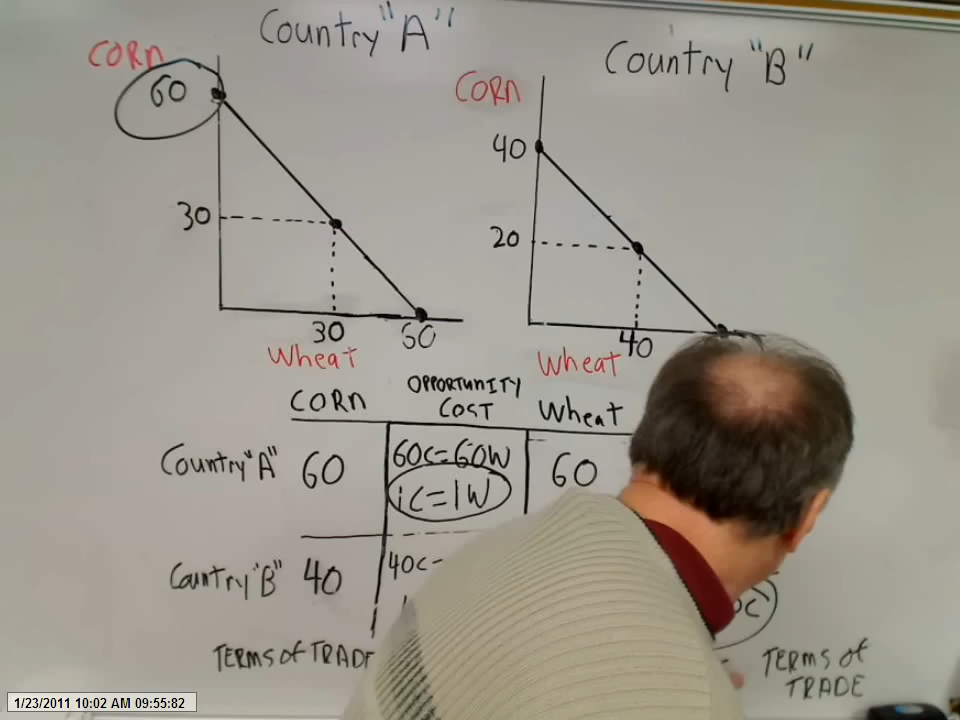 Country "A"
CORN
60
30
30 60
Wheat
Country "B"
CORN
40
20
40
Wheat
CORN OPPORTUNITY COST Wheat
Country "A" 60 60C=60W 60
1C=1W
Country "B" 40 40C=
TERMS of TRADE
TERMS of
TRADE
1/23/2011 10:02 AM 09:55:82